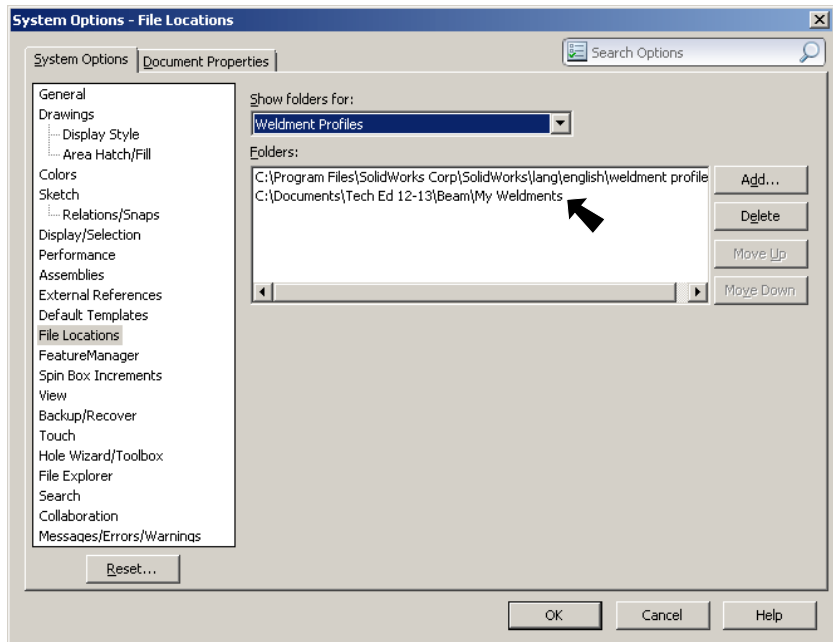 System Options - File Locations
System Options
Document Properties
Search Options
General
Drawings
Display Style
Area Hatch/Fill
Colors
Sketch
Relations/Snaps
Display/Selection
Performance
Assemblies
External References
Default Templates
File Locations
FeatureManager
Spin Box Increments
View
Backup/Recover
Touch
Hole Wizard/Toolbox
File Explorer
Search
Collaboration
Messages/Errors/Warnings
Reset...
Show folders for:
Weldment Profiles
Folders:
C:\Program Files\SolidWorks Corp\SolidWorks\lang\english\weldment profile
C:\Documents\Tech Ed 12-13\Beam\My Weldments
Add...
Delete
Move Up
Move Down
OK
Cancel
Help